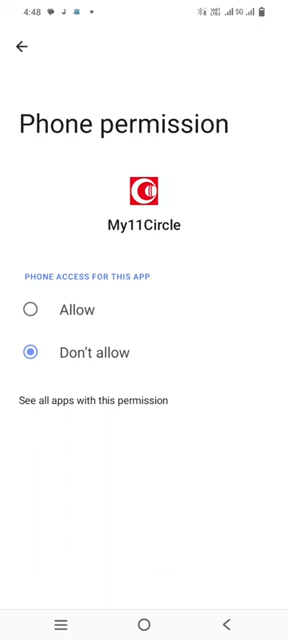 4:48
5G
Phone permission
My11Circle
PHONE ACCESS FOR THIS APP
Allow
Don't allow
See all apps with this permission